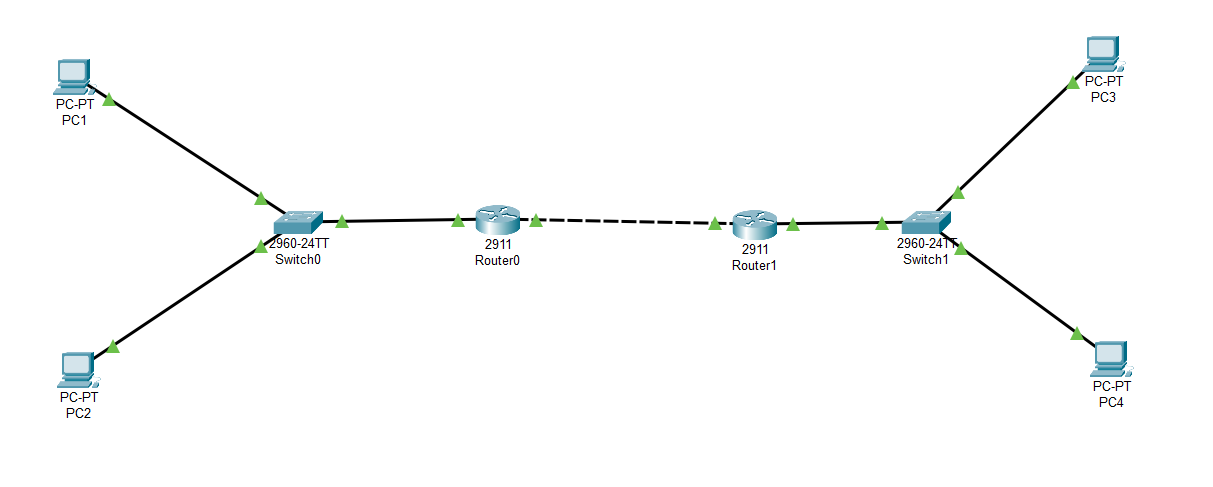 PC-PT
PC1
PC-PT
PC3
2960-24TT
Switch0
2911
Router0
2911
Router1
2960-24TT
Switch1
PC-PT
PC2
PC-PT
PC4